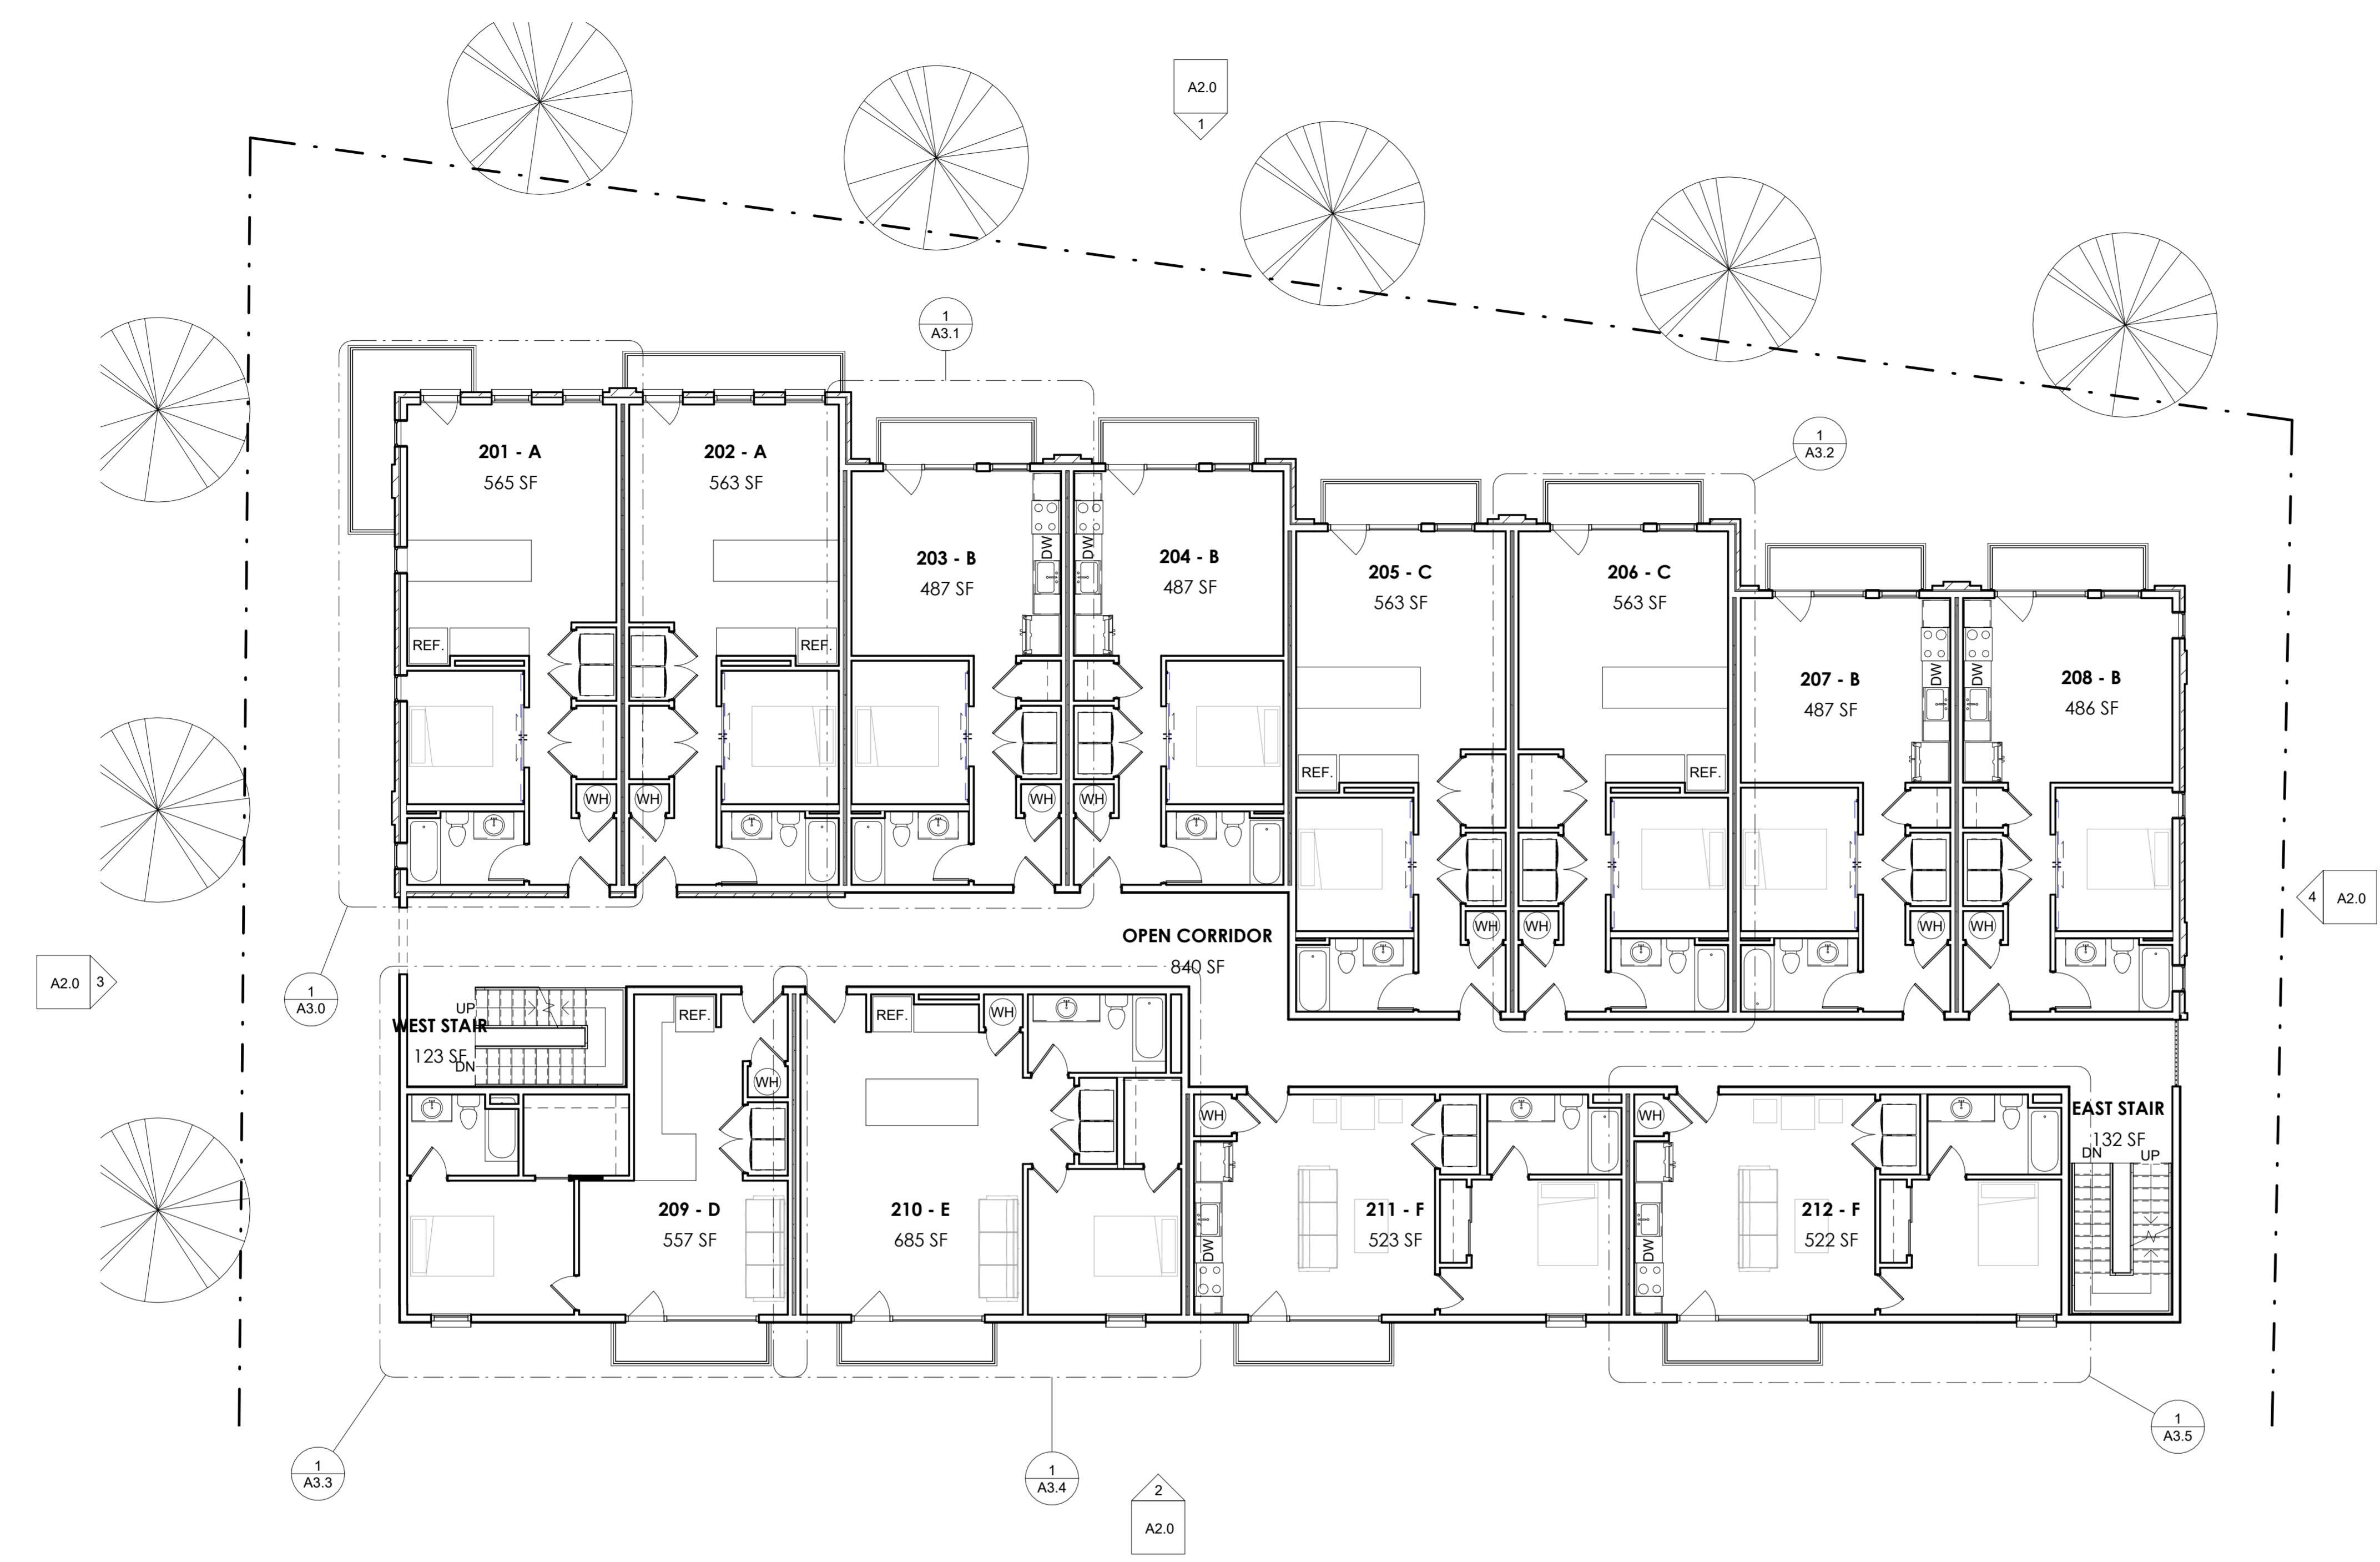 A2.0
1
1
A3.1
1
A3.2
201 - A
565 SF
202 - A
563 SF
203 - B
487 SF
204 - B
487 SF
205 - C
563 SF
206 - C
563 SF
207 - B
487 SF
208 - B
486 SF
DW
DW
DW
DW
REF.
REF.
REF.
REF.
WH
WH
WH
WH
WH
WH
WH
WH
4
A2.0
OPEN CORRIDOR
840 SF
A2.0
3
1
A3.0
UP
WEST STAIR
123 SF
DN
REF.
REF.
WH
WH
WH
WH
EAST STAIR
132 SF
DN
UP
209 - D
557 SF
210 - E
685 SF
211 - F
523 SF
212 - F
522 SF
DW
DW
1
A3.3
1
A3.4
1
A3.5
2
A2.0